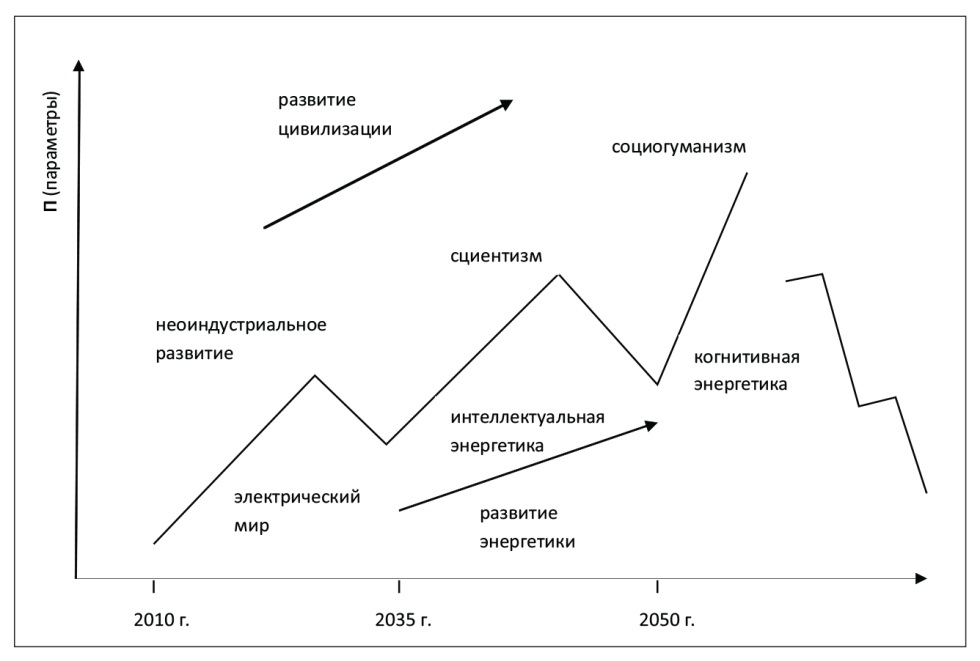 П (параметры)
развитие
цивилизации
социогуманизм
сциентизм
неоиндустриальное
развитие
когнитивная
энергетика
интеллектуальная
энергетика
электрический
мир
развитие
энергетики
2010 г.
2035 г.
2050 г.